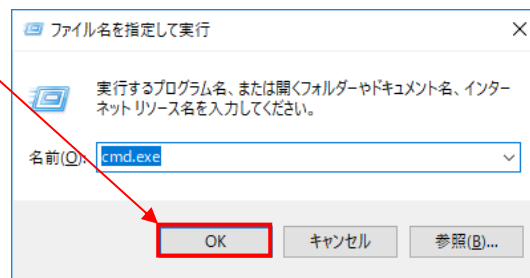 ファイル名を指定して実行
実行するプログラム名、または開くフォルダーやドキュメント名、インター
ネット リソース名を入力してください。
名前(O): cmd.exe
OK キャンセル 参照(B)...